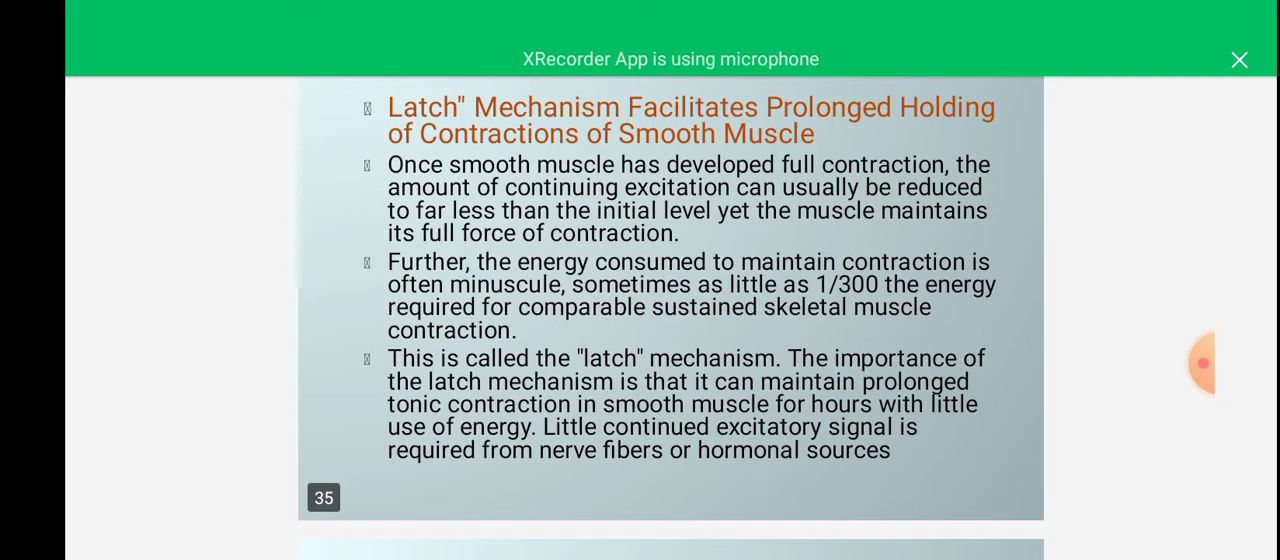 XRecorder App is using microphone
Latch" Mechanism Facilitates Prolonged Holding
of Contractions of Smooth Muscle
Once smooth muscle has developed full contraction, the
amount of continuing excitation can usually be reduced
to far less than the initial level yet the muscle maintains
its full force of contraction.
Further, the energy consumed to maintain contraction is
often minuscule, sometimes as little as 1/300 the energy
required for comparable sustained skeletal muscle
contraction.
This is called the "latch" mechanism. The importance of
the latch mechanism is that it can maintain prolonged
tonic contraction in smooth muscle for hours with little
use of energy. Little continued excitatory signal is
required from nerve fibers or hormonal sources
35